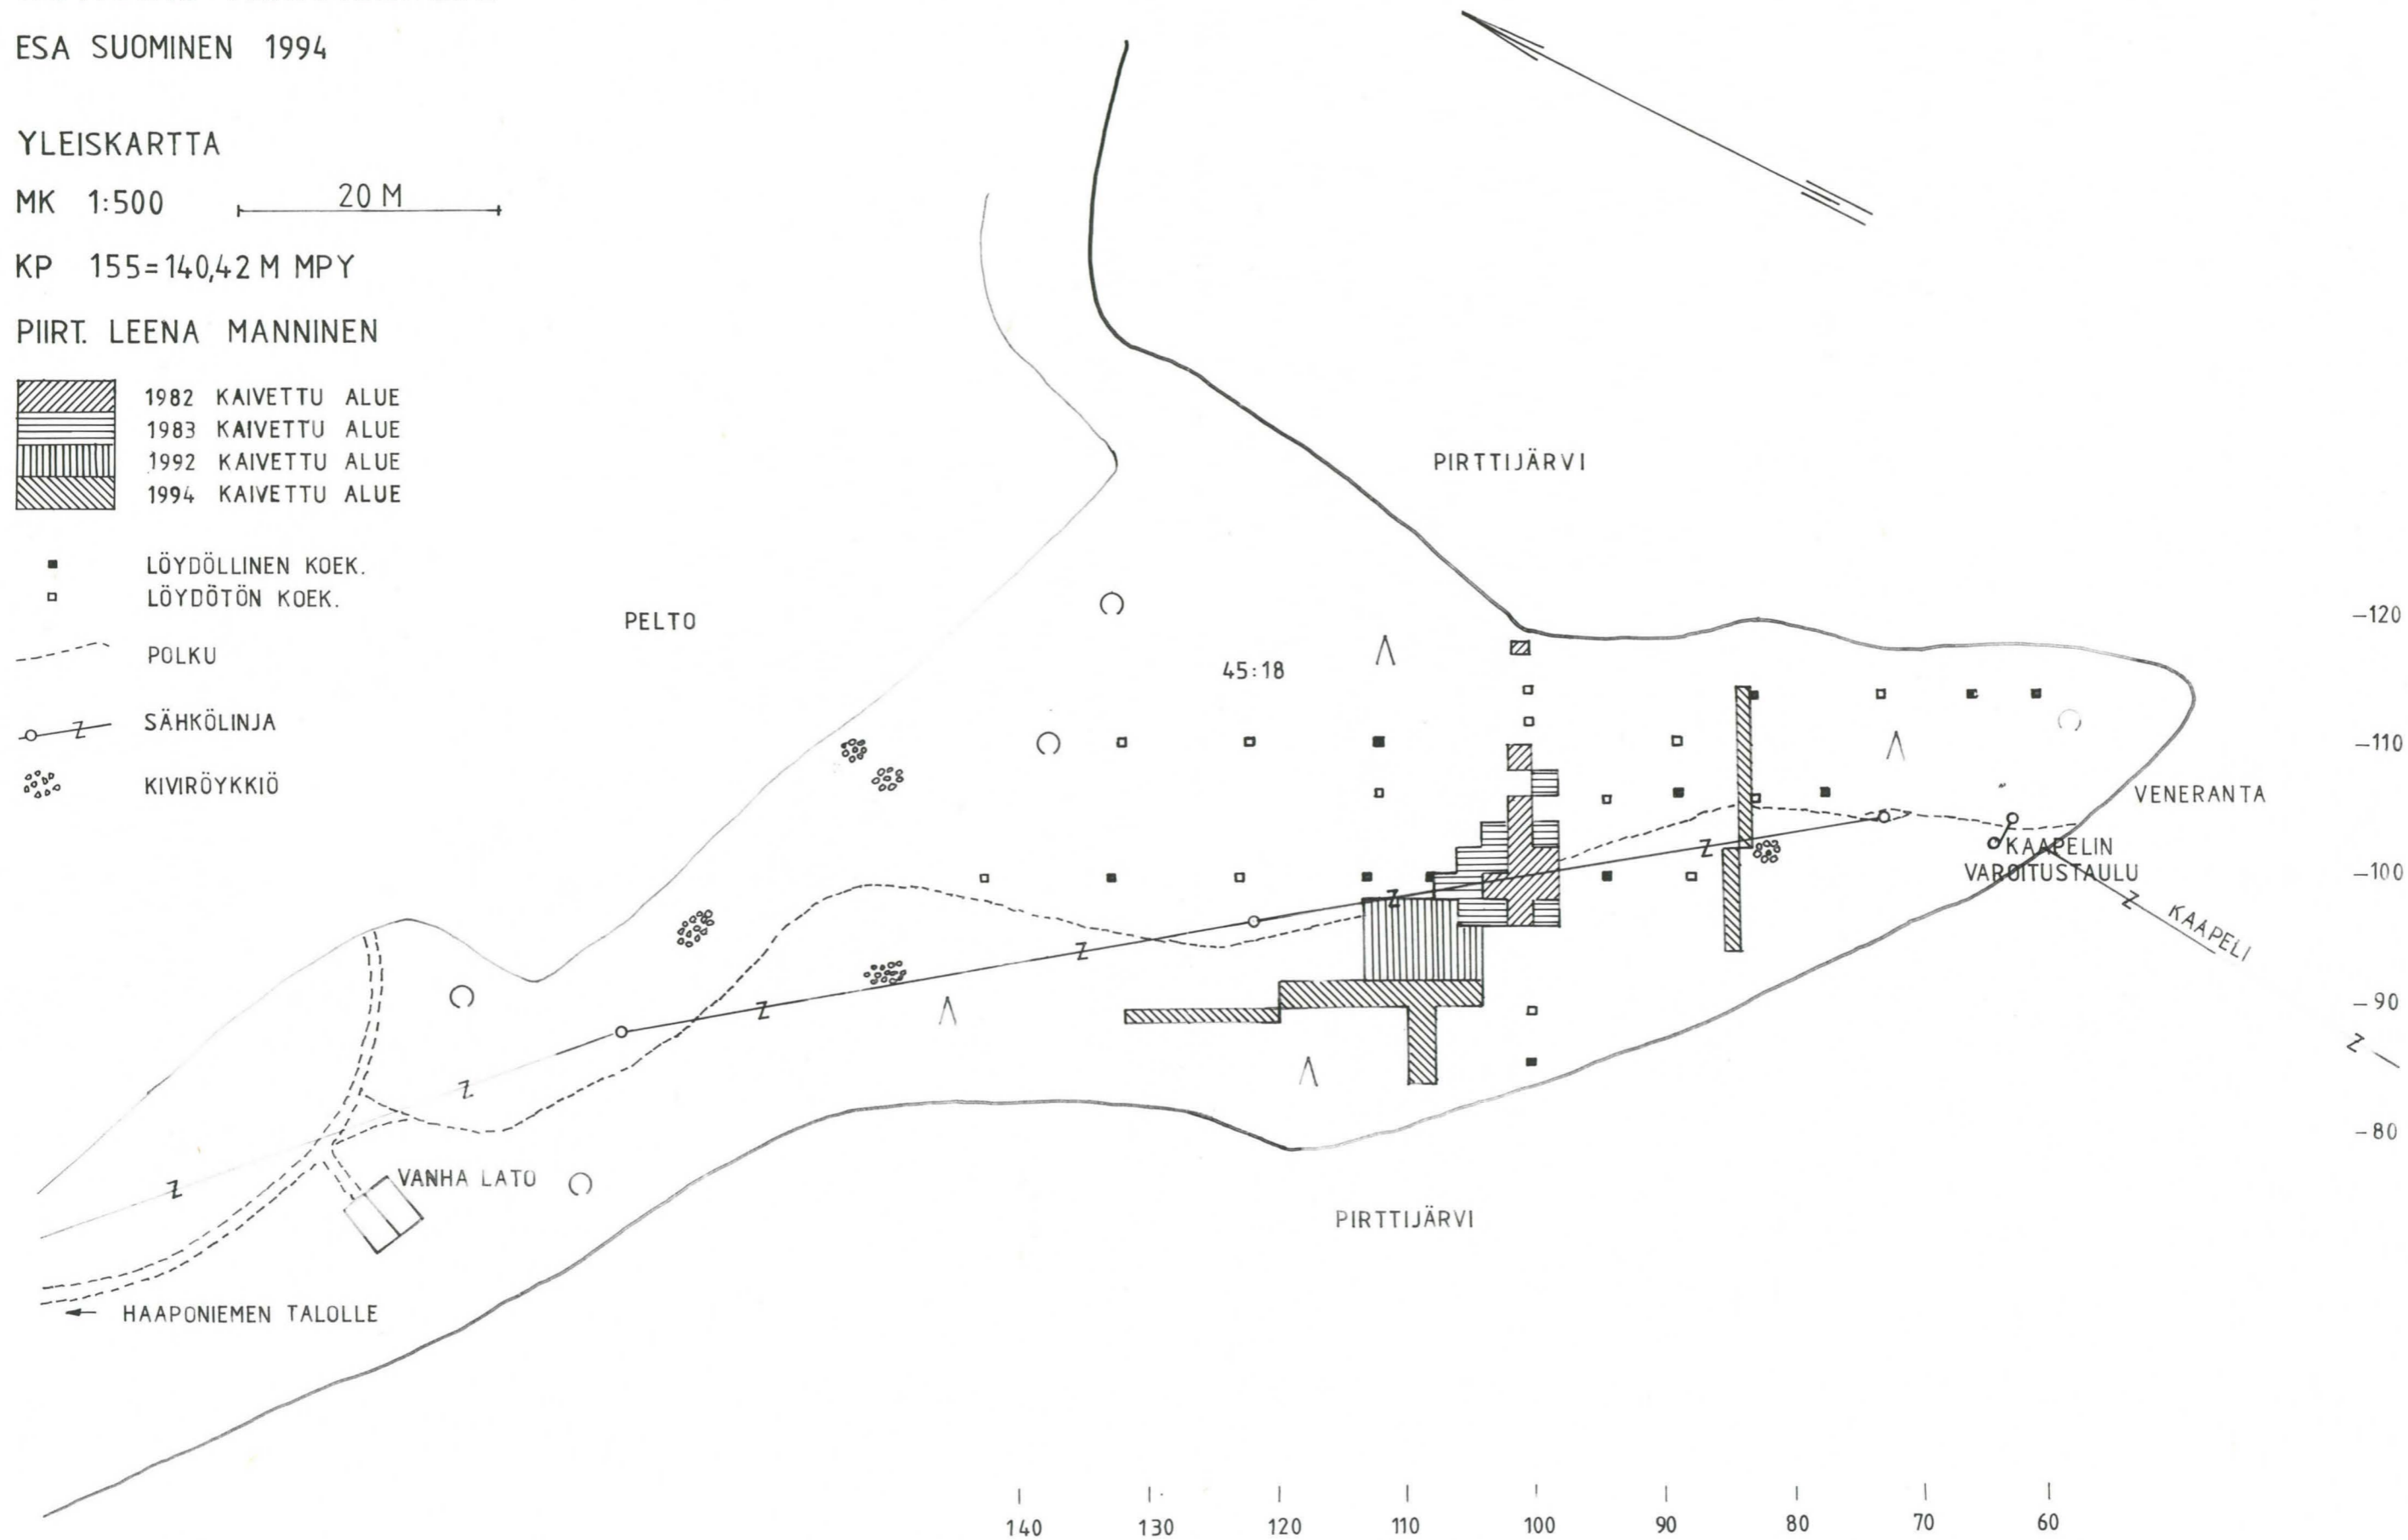 ESA SUOMINEN 1994
YLEISKARTTA
MK 1:500
20 M
KP 155=140,42 M MPY
PIIRT. LEENA MANNINEN
1982 KAIVETTU ALUE
1983 KAIVETTU ALUE
1992 KAIVETTU ALUE
1994 KAIVETTU ALUE
LÖYDÖLLINEN KOEK.
LÖYDÖTÖN KOEK.
POLKU
Z
SÄHKÖLINJA
KIVIRÖYKKIÖ
PELTO
PIRTTIJÄRVI
45:18
VENERANTA
KAAPELIN
VAROITUSTAULU
KAAPELI
Z
Z
Z
Z
Z
Z
Z
Z
VANHA LATO
HAAPONIEMEN TALOLLE
PIRTTIJÄRVI
-120
-110
-100
-90
-80
140 130 120 110 100 90 80 70 60